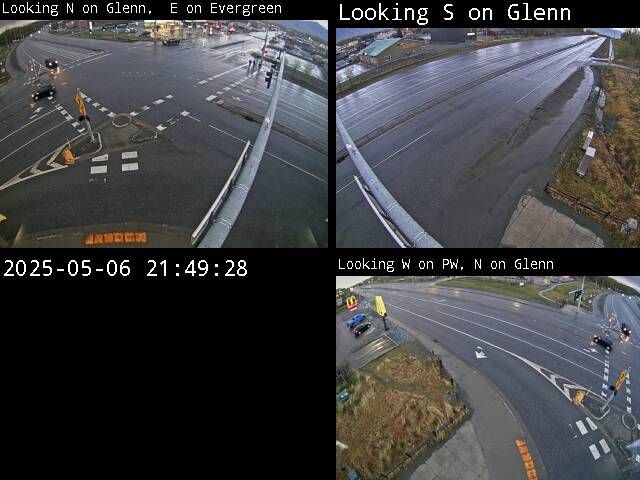 Looking N on Glenn,  E on Evergreen
Looking S on Glenn
2025-05-06 21:49:28
Looking W on PW, N on Glenn